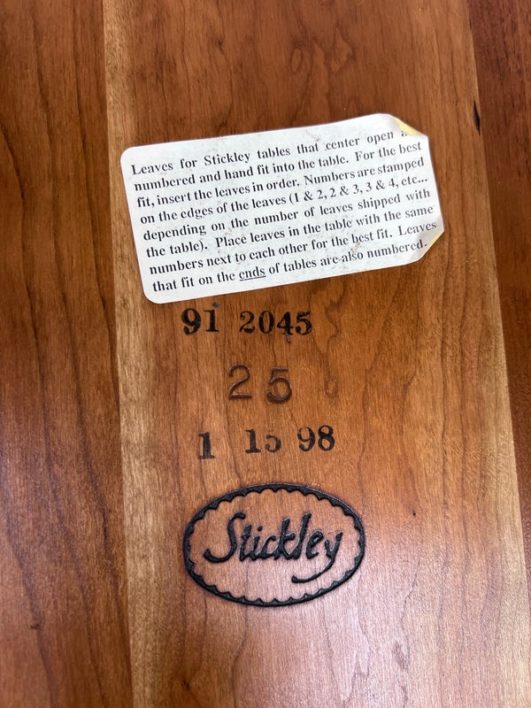 Leaves for Stickley tables that center open
numbered and hand fit into the table. For the best
fit, insert the leaves in order. Numbers are stamped
on the edges of the leaves (1 & 2, 2 & 3, 3 & 4, etc...
depending on the number of leaves shipped with
the table). Place leaves in the table with the same
numbers next to each other for the best fit. Leaves
that fit on the ends of tables are also numbered.
91 2045
25
1 15 98
Stickley